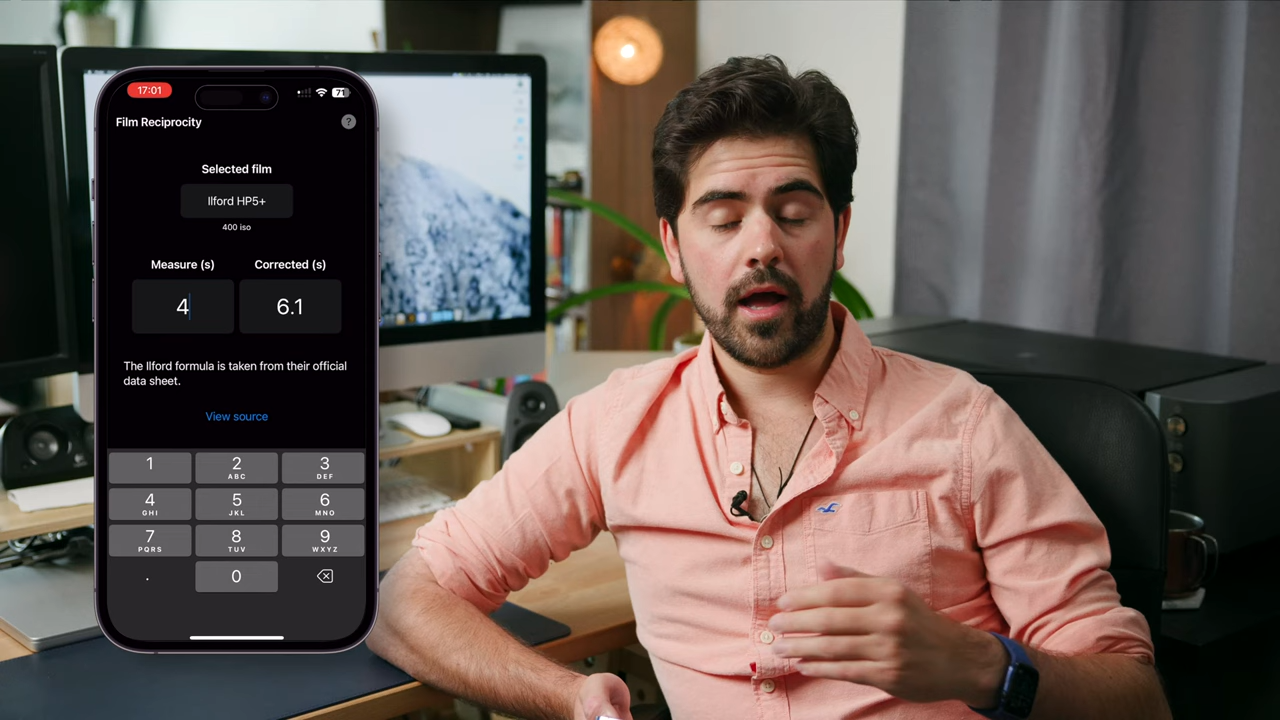 17:01
71
Film Reciprocity
?
Selected film
Ilford HP5+
400 iso
Measure (s) Corrected (s)
4 6.1
The Ilford formula is taken from their official
data sheet.
View source
1 2 3
ABC DEF
4 5 6
GHI JKL MNO
7 8 9
PQRS TUV WXYZ
. 0